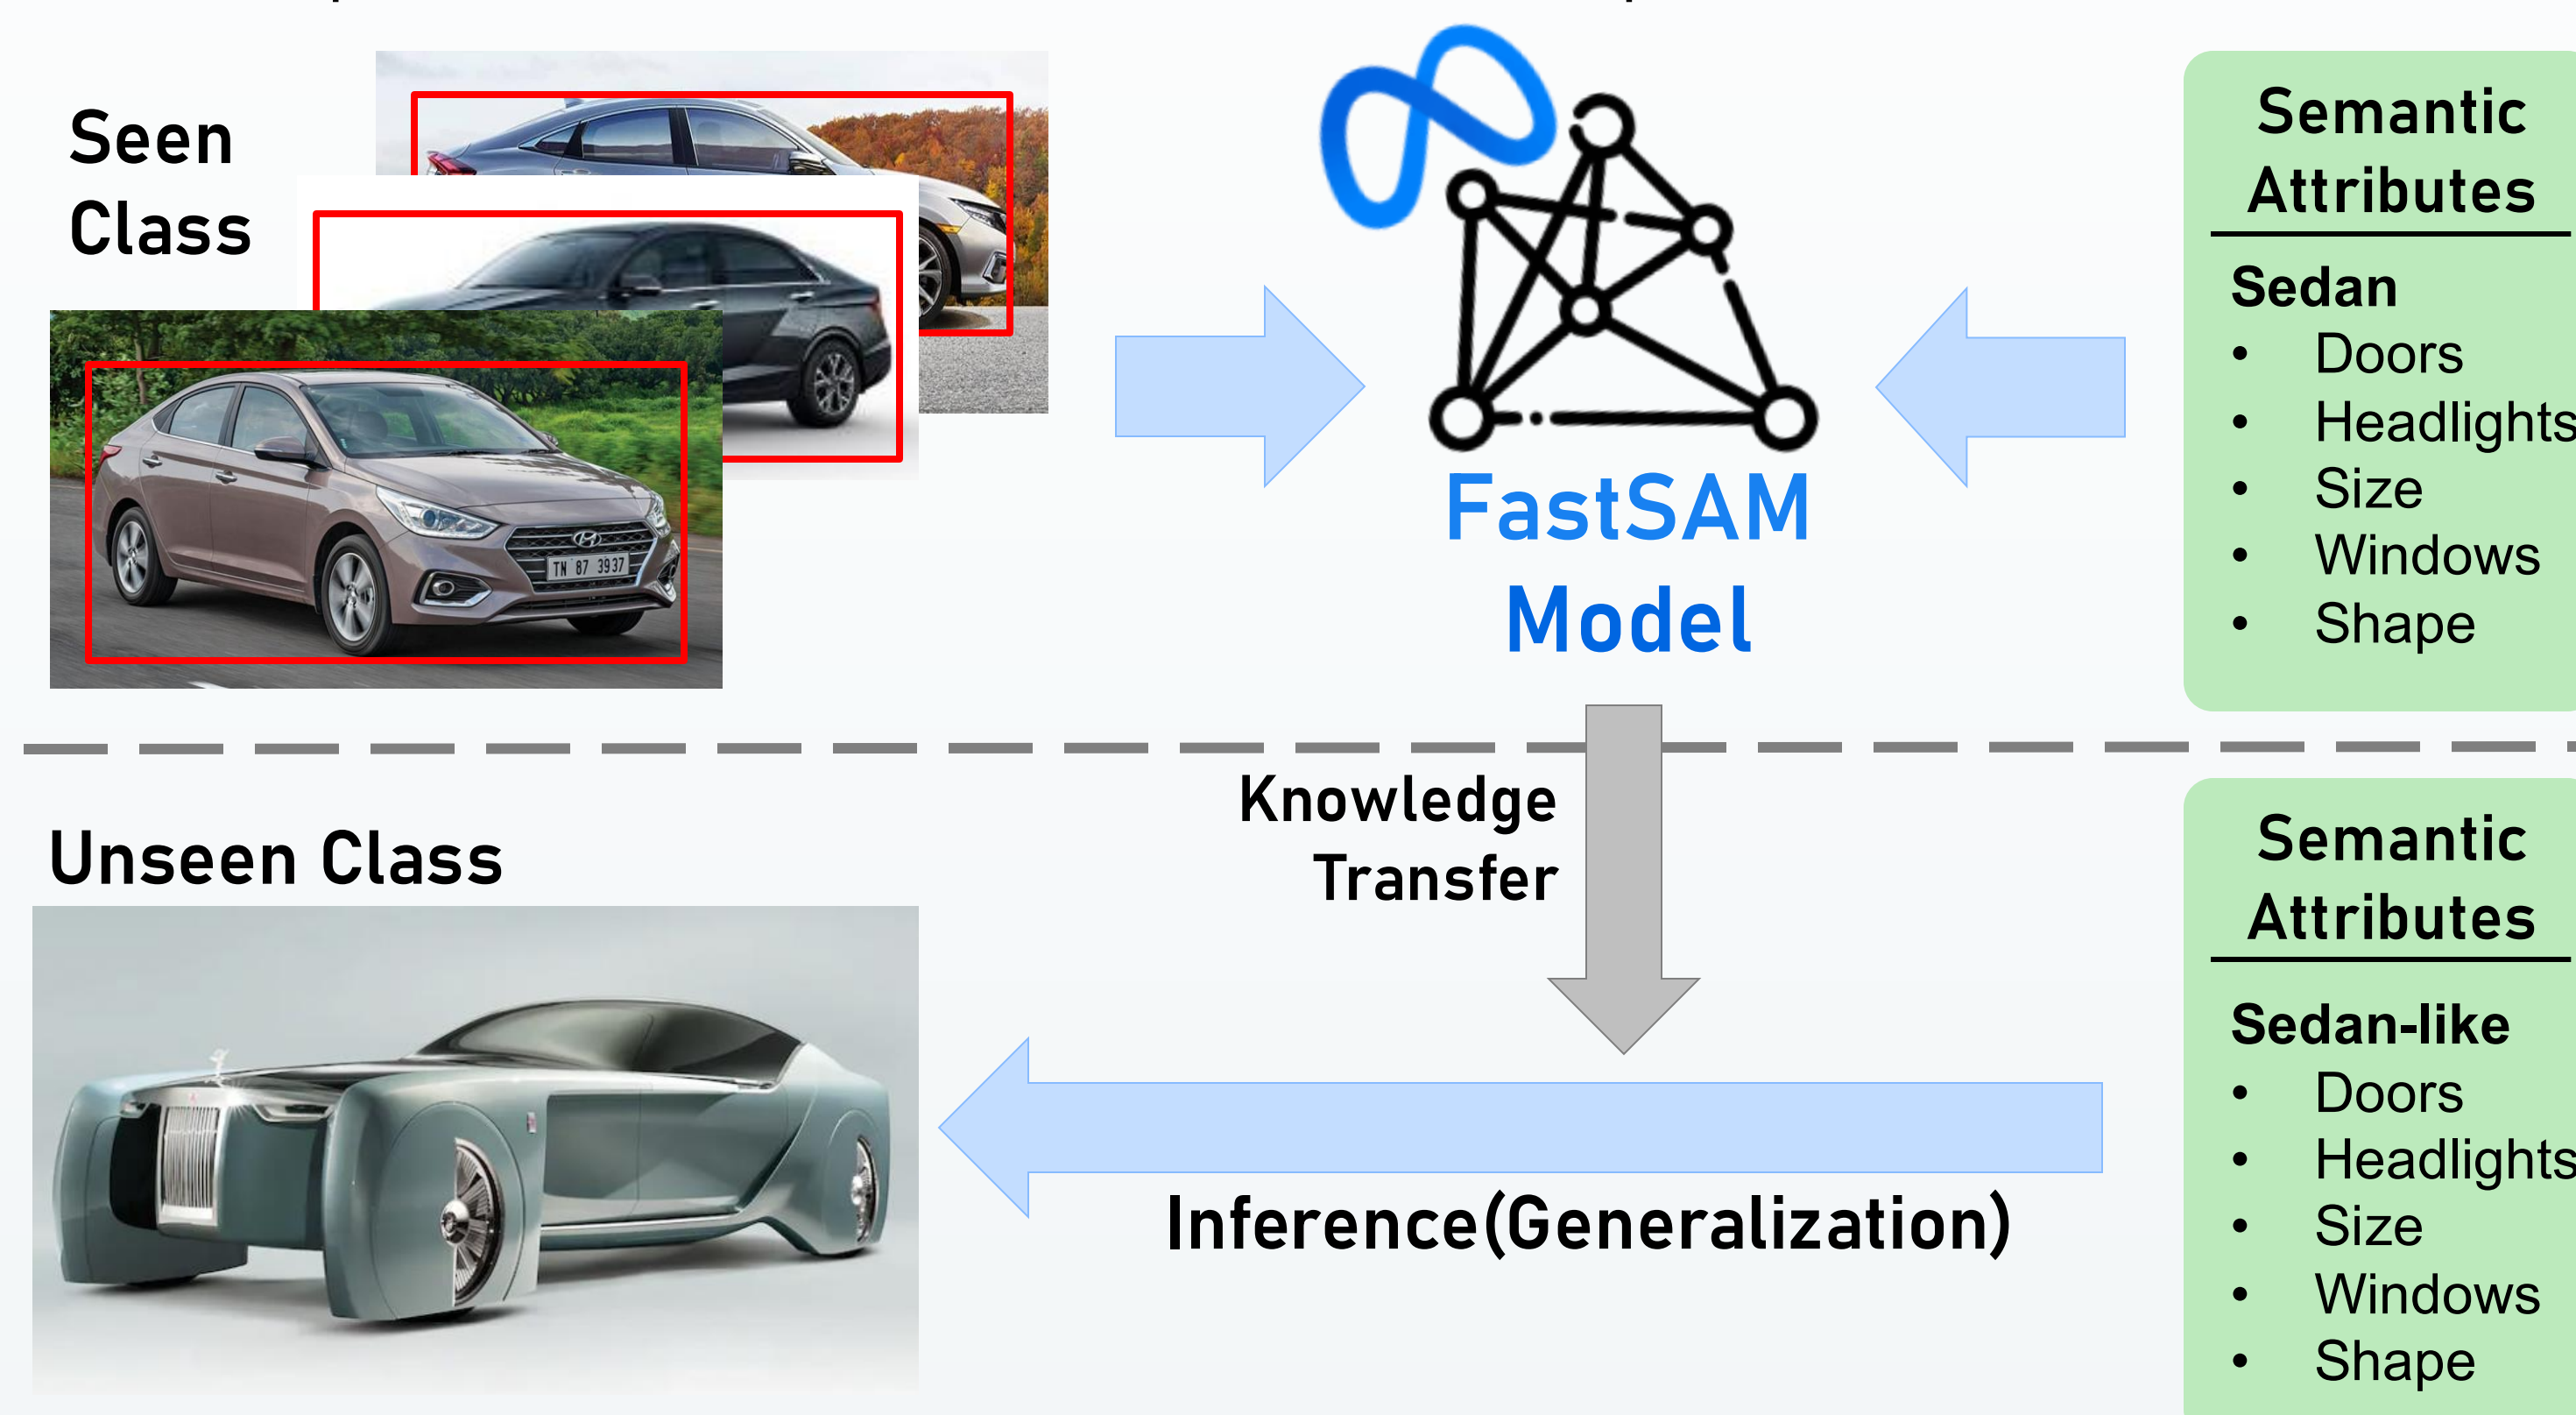 Seen
Class
TN 87 3937
FastSAM
Model
Semantic
Attributes
Sedan
• Doors
• Headlights
• Size
• Windows
• Shape
Knowledge
Transfer
Unseen Class
Inference(Generalization)
Semantic
Attributes
Sedan-like
• Doors
• Headlights
• Size
• Windows
• Shape